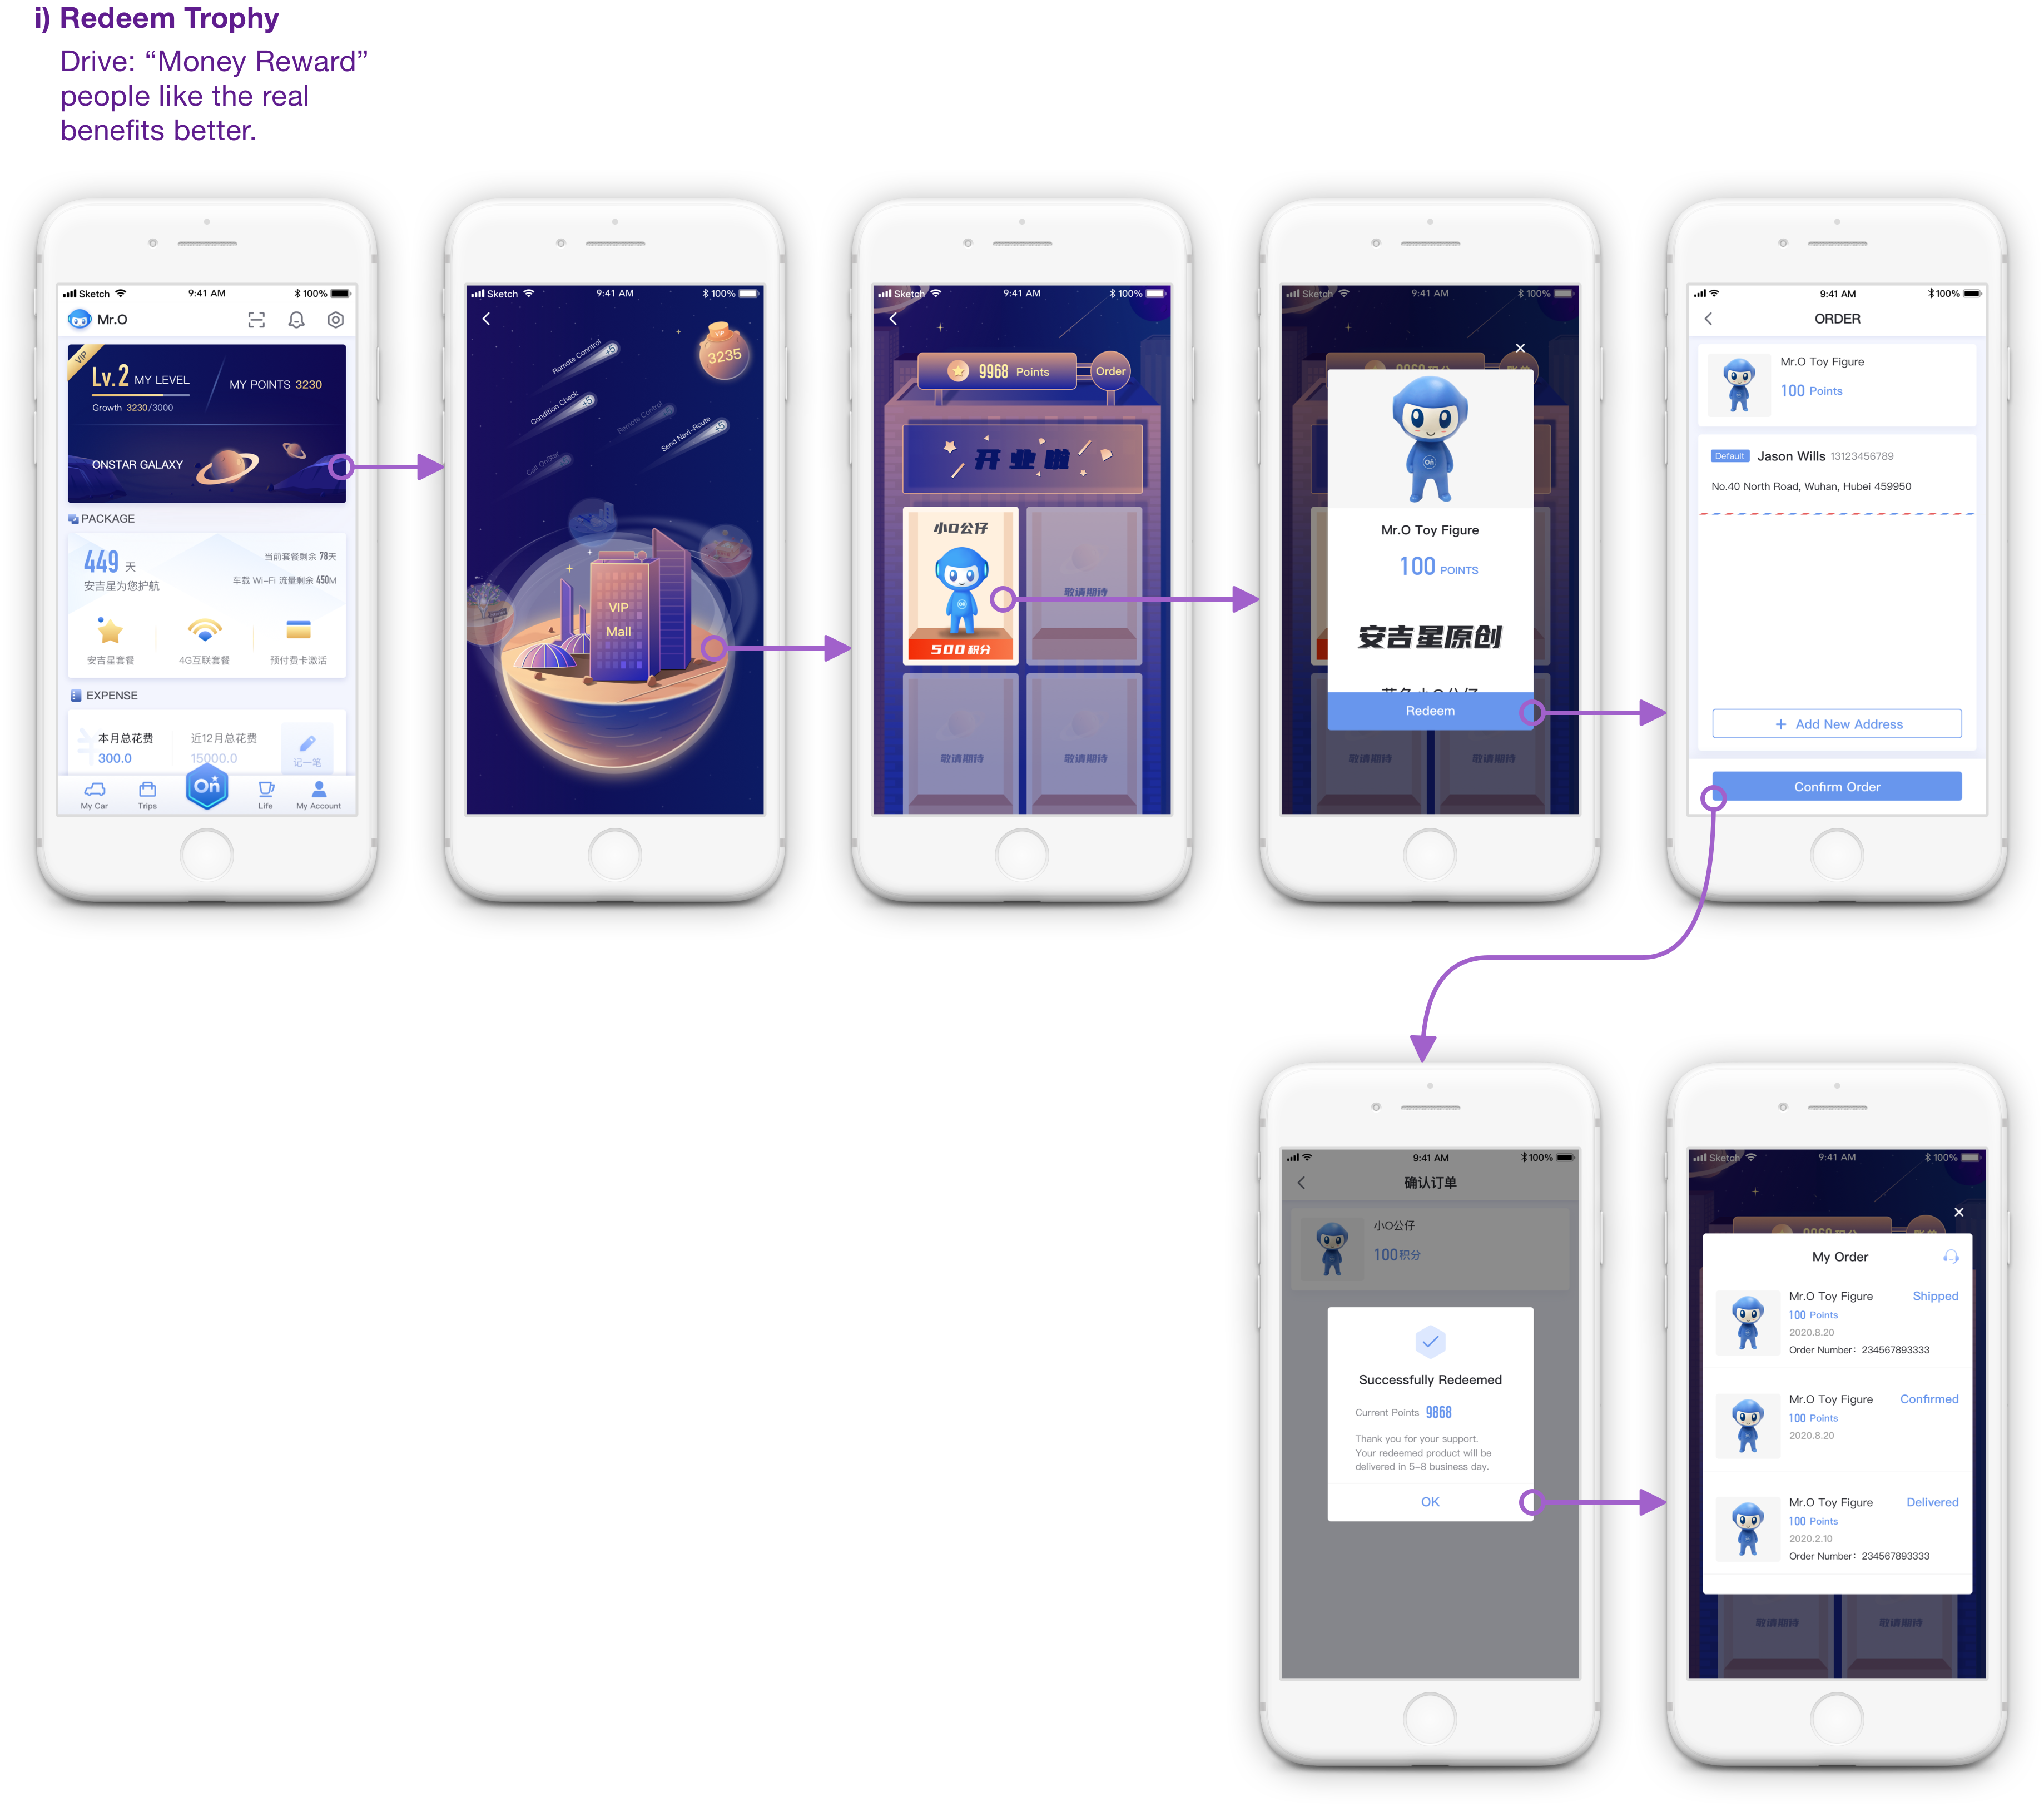 i) Redeem Trophy
Drive: “Money Reward”
people like the real
benefits better.
Sketch 9:41 AM 100%
Mr.O
VIP
Lv.2 MY LEVEL
MY POINTS 3230
Growth 3230/3000
ONSTAR GALAXY
PACKAGE
449 天
当前套餐剩余 78天
安吉星为您护航
车载 Wi-Fi 流量剩余 450M
安吉星套餐
4G互联套餐
预付费卡激活
EXPENSE
本月总花费
近12月总花费
300.0
15000.0
记一笔
On
My Car
Trips
Life
My Account
Sketch 9:41 AM 100%
VIP
3235
Romote Conntrol +5
Condition Check +5
Remote Control +5
Send Navi-Route +5
Call OnStar +5
VIP
Mall
Sketch 9:41 AM 100%
9968 Points
Order
开业啦
小O公仔
500积分
敬请期待
敬请期待
敬请期待
Sketch 9:41 AM 100%
Mr.O Toy Figure
100 POINTS
安吉星原创
Redeem
敬请期待
敬请期待
9:41 AM 100%
ORDER
Mr.O Toy Figure
100 Points
Default Jason Wills 13123456789
No.40 North Road, Wuhan, Hubei 459950
+ Add New Address
Confirm Order
9:41 AM 100%
确认订单
小O公仔
100积分
Successfully Redeemed
Current Points 9868
Thank you for your support.
Your redeemed product will be
delivered in 5-8 business day.
OK
Sketch 9:41 AM 100%
My Order
Mr.O Toy Figure Shipped
100 Points
2020.8.20
Order Number: 234567893333
Mr.O Toy Figure Confirmed
100 Points
2020.8.20
Mr.O Toy Figure Delivered
100 Points
2020.2.10
Order Number: 234567893333
敬请期待
敬请期待